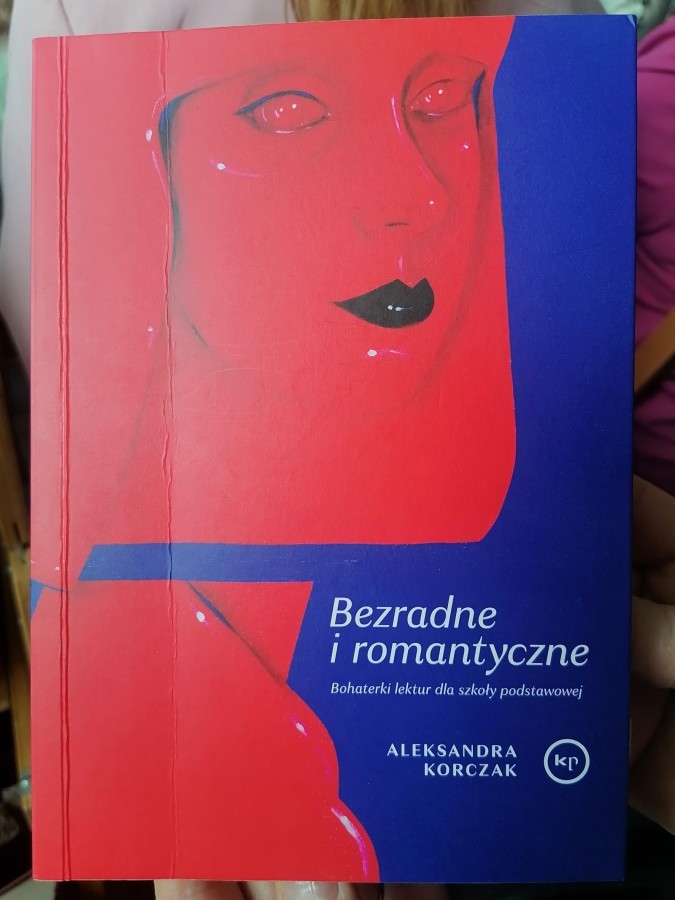 Bezradne
i romantyczne
Bohaterki lektur dla szkoły podstawowej
ALEKSANDRA
KORCZAK
kp